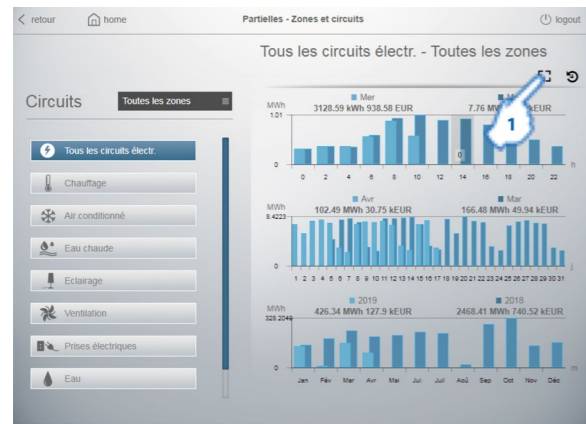 retour
home
Partielles - Zones et circuits
logout
Tous les circuits électr. - Toutes les zones
Circuits
Toutes les zones
Tous les circuits électr.
Chauffage
Air conditionné
Eau chaude
Eclairage
Ventilation
Prises électriques
Eau
MWh
1.01
0
Mer
3128.59 kWh 938.58 EUR
7.76 M
kEUR
1
0
0 2 4 6 8 10 12 14 16 18 20 22
h
MWh
8.4223
0
Avr
102.49 MWh 30.75 kEUR
Mar
166.48 MWh 49.94 kEUR
1 2 3 4 5 6 7 8 9 10 11 12 13 14 15 16 17 18 19 20 21 22 23 24 25 26 27 28 29 30 31
j
MWh
328.2049
0
2019
426.34 MWh 127.9 kEUR
2018
2468.41 MWh 740.52 kEUR
Jan Fév Mar Avr Mai Jui Juil Aoû Sep Oct Nov Déc
m